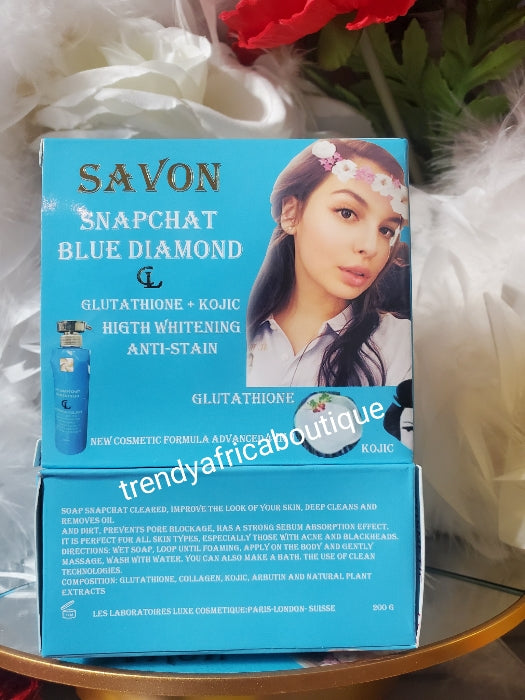 SAVON
SNAPCHAT
BLUE DIAMOND
CL
GLUTATHIONE + KOJIC
HIGTH WHITENING
ANTI-STAIN
GLUTATHIONE
KOJIC
NEW COSMETIC FORMULA ADVANCED
trendyafricaboutique
SOAP SNAPCHAT CLEARED, IMPROVE THE LOOK OF YOUR SKIN, DEEP CLEANS AND
REMOVES OIL
AND DIRT, PREVENTS PORE BLOCKAGE, HAS A STRONG SEBUM ABSORPTION EFFECT.
IT IS PERFECT FOR ALL SKIN TYPES, ESPECIALLY THOSE WITH ACNE AND BLACKHEADS.
DIRECTIONS: WET SOAP, LOOP UNTIL FOAMING, APPLY ON THE BODY AND GENTLY
MASSAGE, WASH WITH WATER. YOU CAN ALSO MAKE A BATH. THE USE OF CLEAN
TECHNOLOGIES.
COMPOSITION: GLUTATHIONE, COLLAGEN, KOJIC, ARBUTIN AND NATURAL PLANT
EXTRACTS
LES LABORATOIRES LUXE COSMETIQUE:PARIS-LONDON- SUISSE
200 G